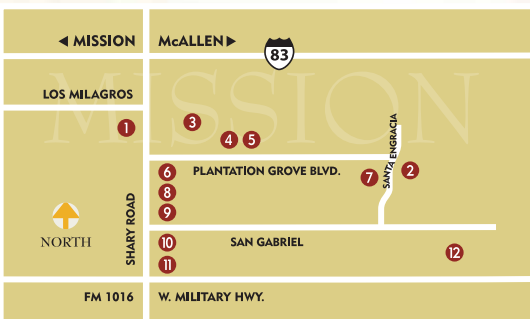 ◄ MISSION
McALLEN ►
83
MISSION
LOS MILAGROS
1
3
4 5
SANTA ENGRACIA
6 PLANTATION GROVE BLVD.
7
2
8
9
SHARY ROAD
NORTH
10 SAN GABRIEL
12
11
FM 1016
W. MILITARY HWY.